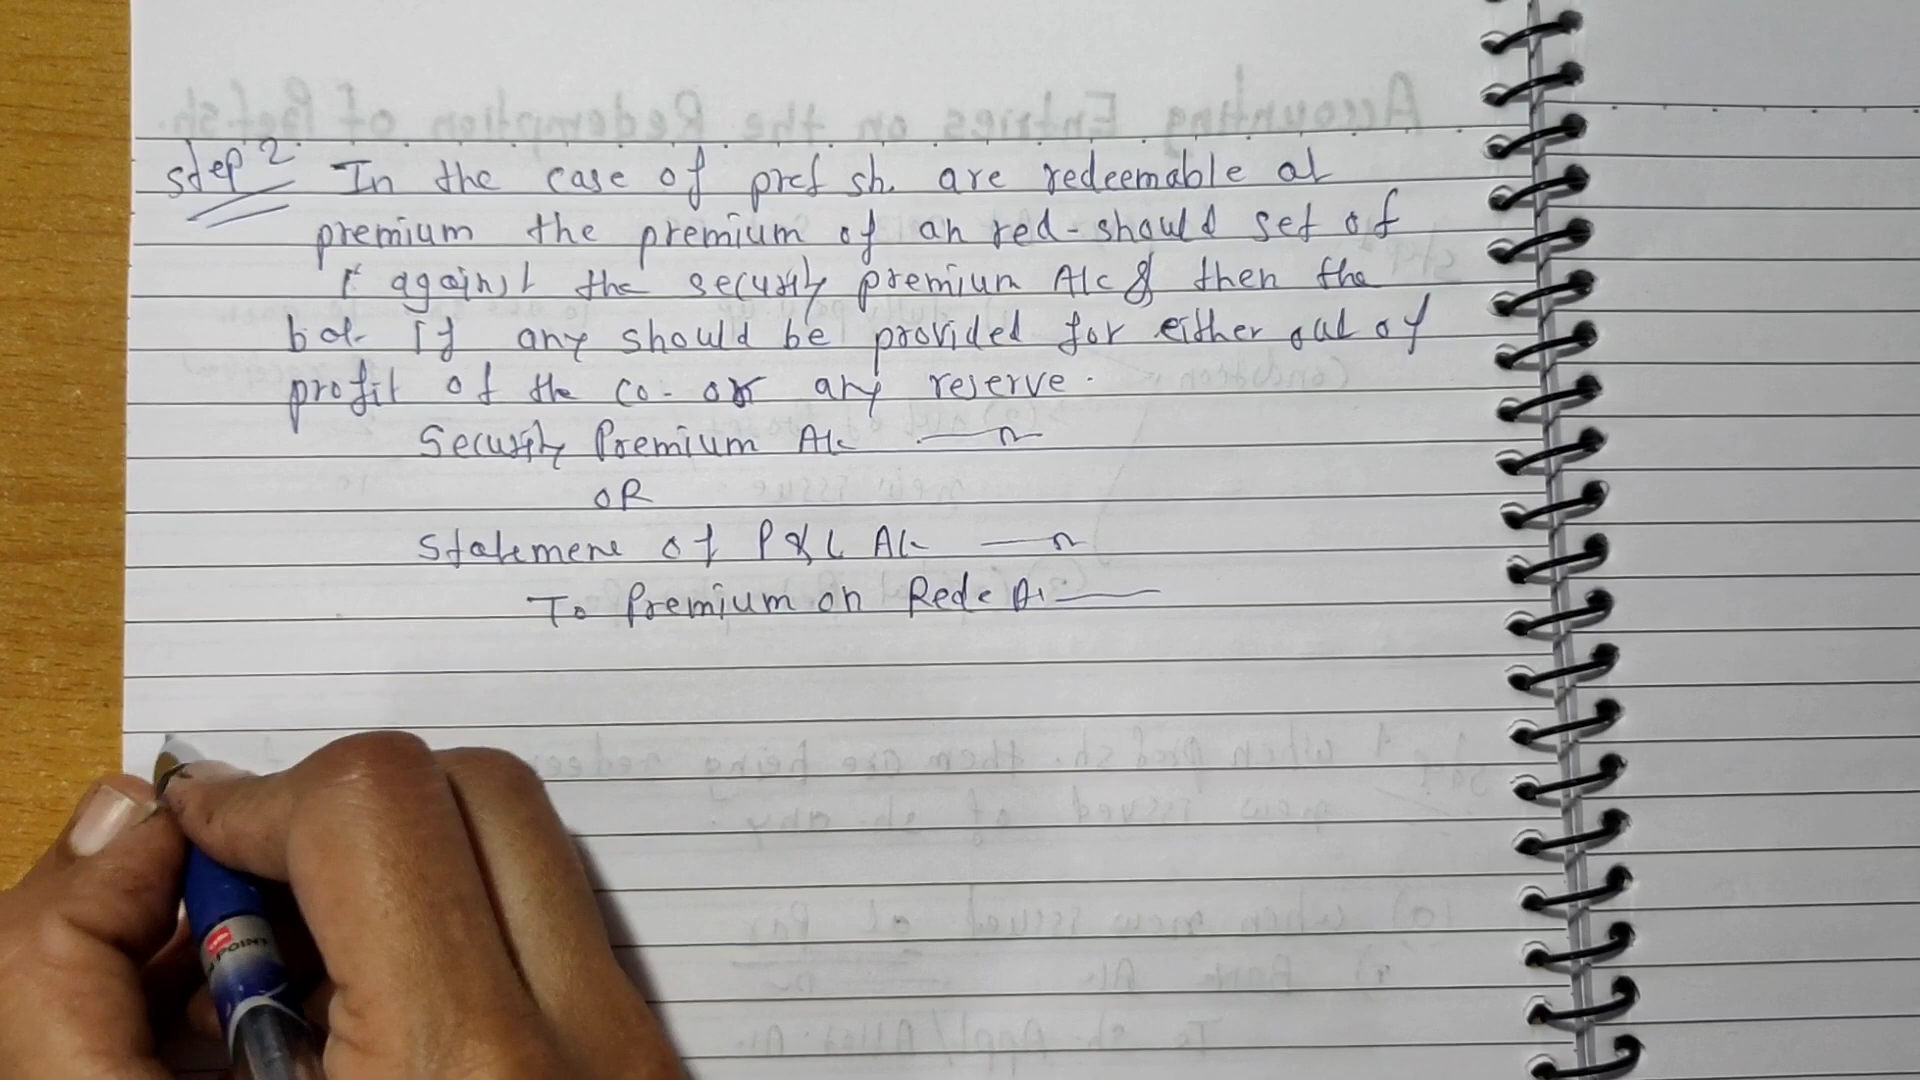 step 2 In the case of pref sh. are redeemable at
premium the premium of an red- should set of
against the security premium A/c & then the
bal- If any should be provided for either out of
profit of the co- or any reserve.
Security Premium A/c
OR
Statement of P & L A/c
To Premium on Rede A/
POINT